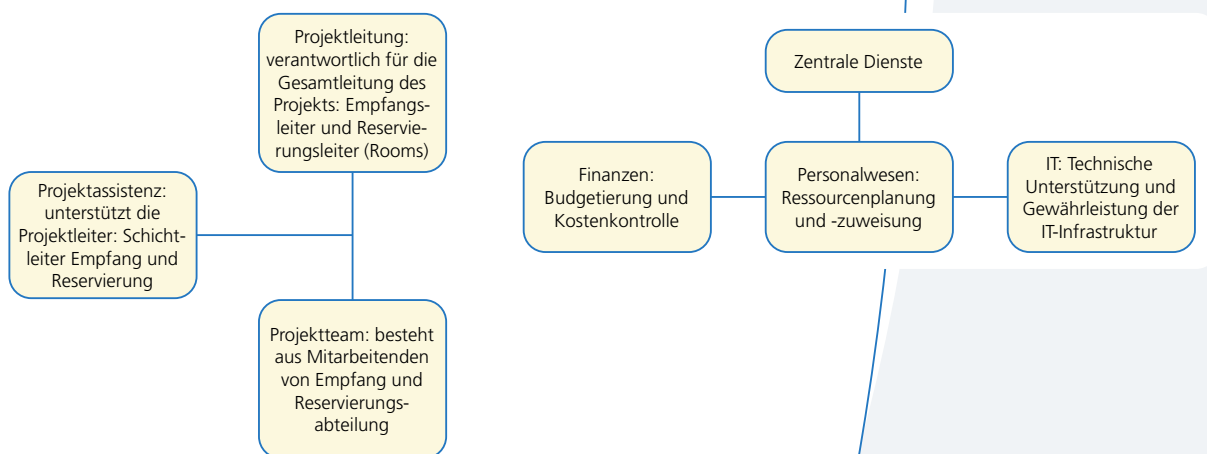 Projektleitung:
verantwortlich für die
Gesamtleitung des
Projekts: Empfangs-
leiter und Reservie-
rungsleiter (Rooms)
Projektassistenz:
unterstützt die
Projektleiter: Schicht-
leiter Empfang und
Reservierung
Projektteam: besteht
aus Mitarbeitenden
von Empfang und
Reservierungs-
abteilung
Zentrale Dienste
Finanzen:
Budgetierung und
Kostenkontrolle
Personalwesen:
Ressourcenplanung
und -zuweisung
IT: Technische
Unterstützung und
Gewährleistung der
IT-Infrastruktur